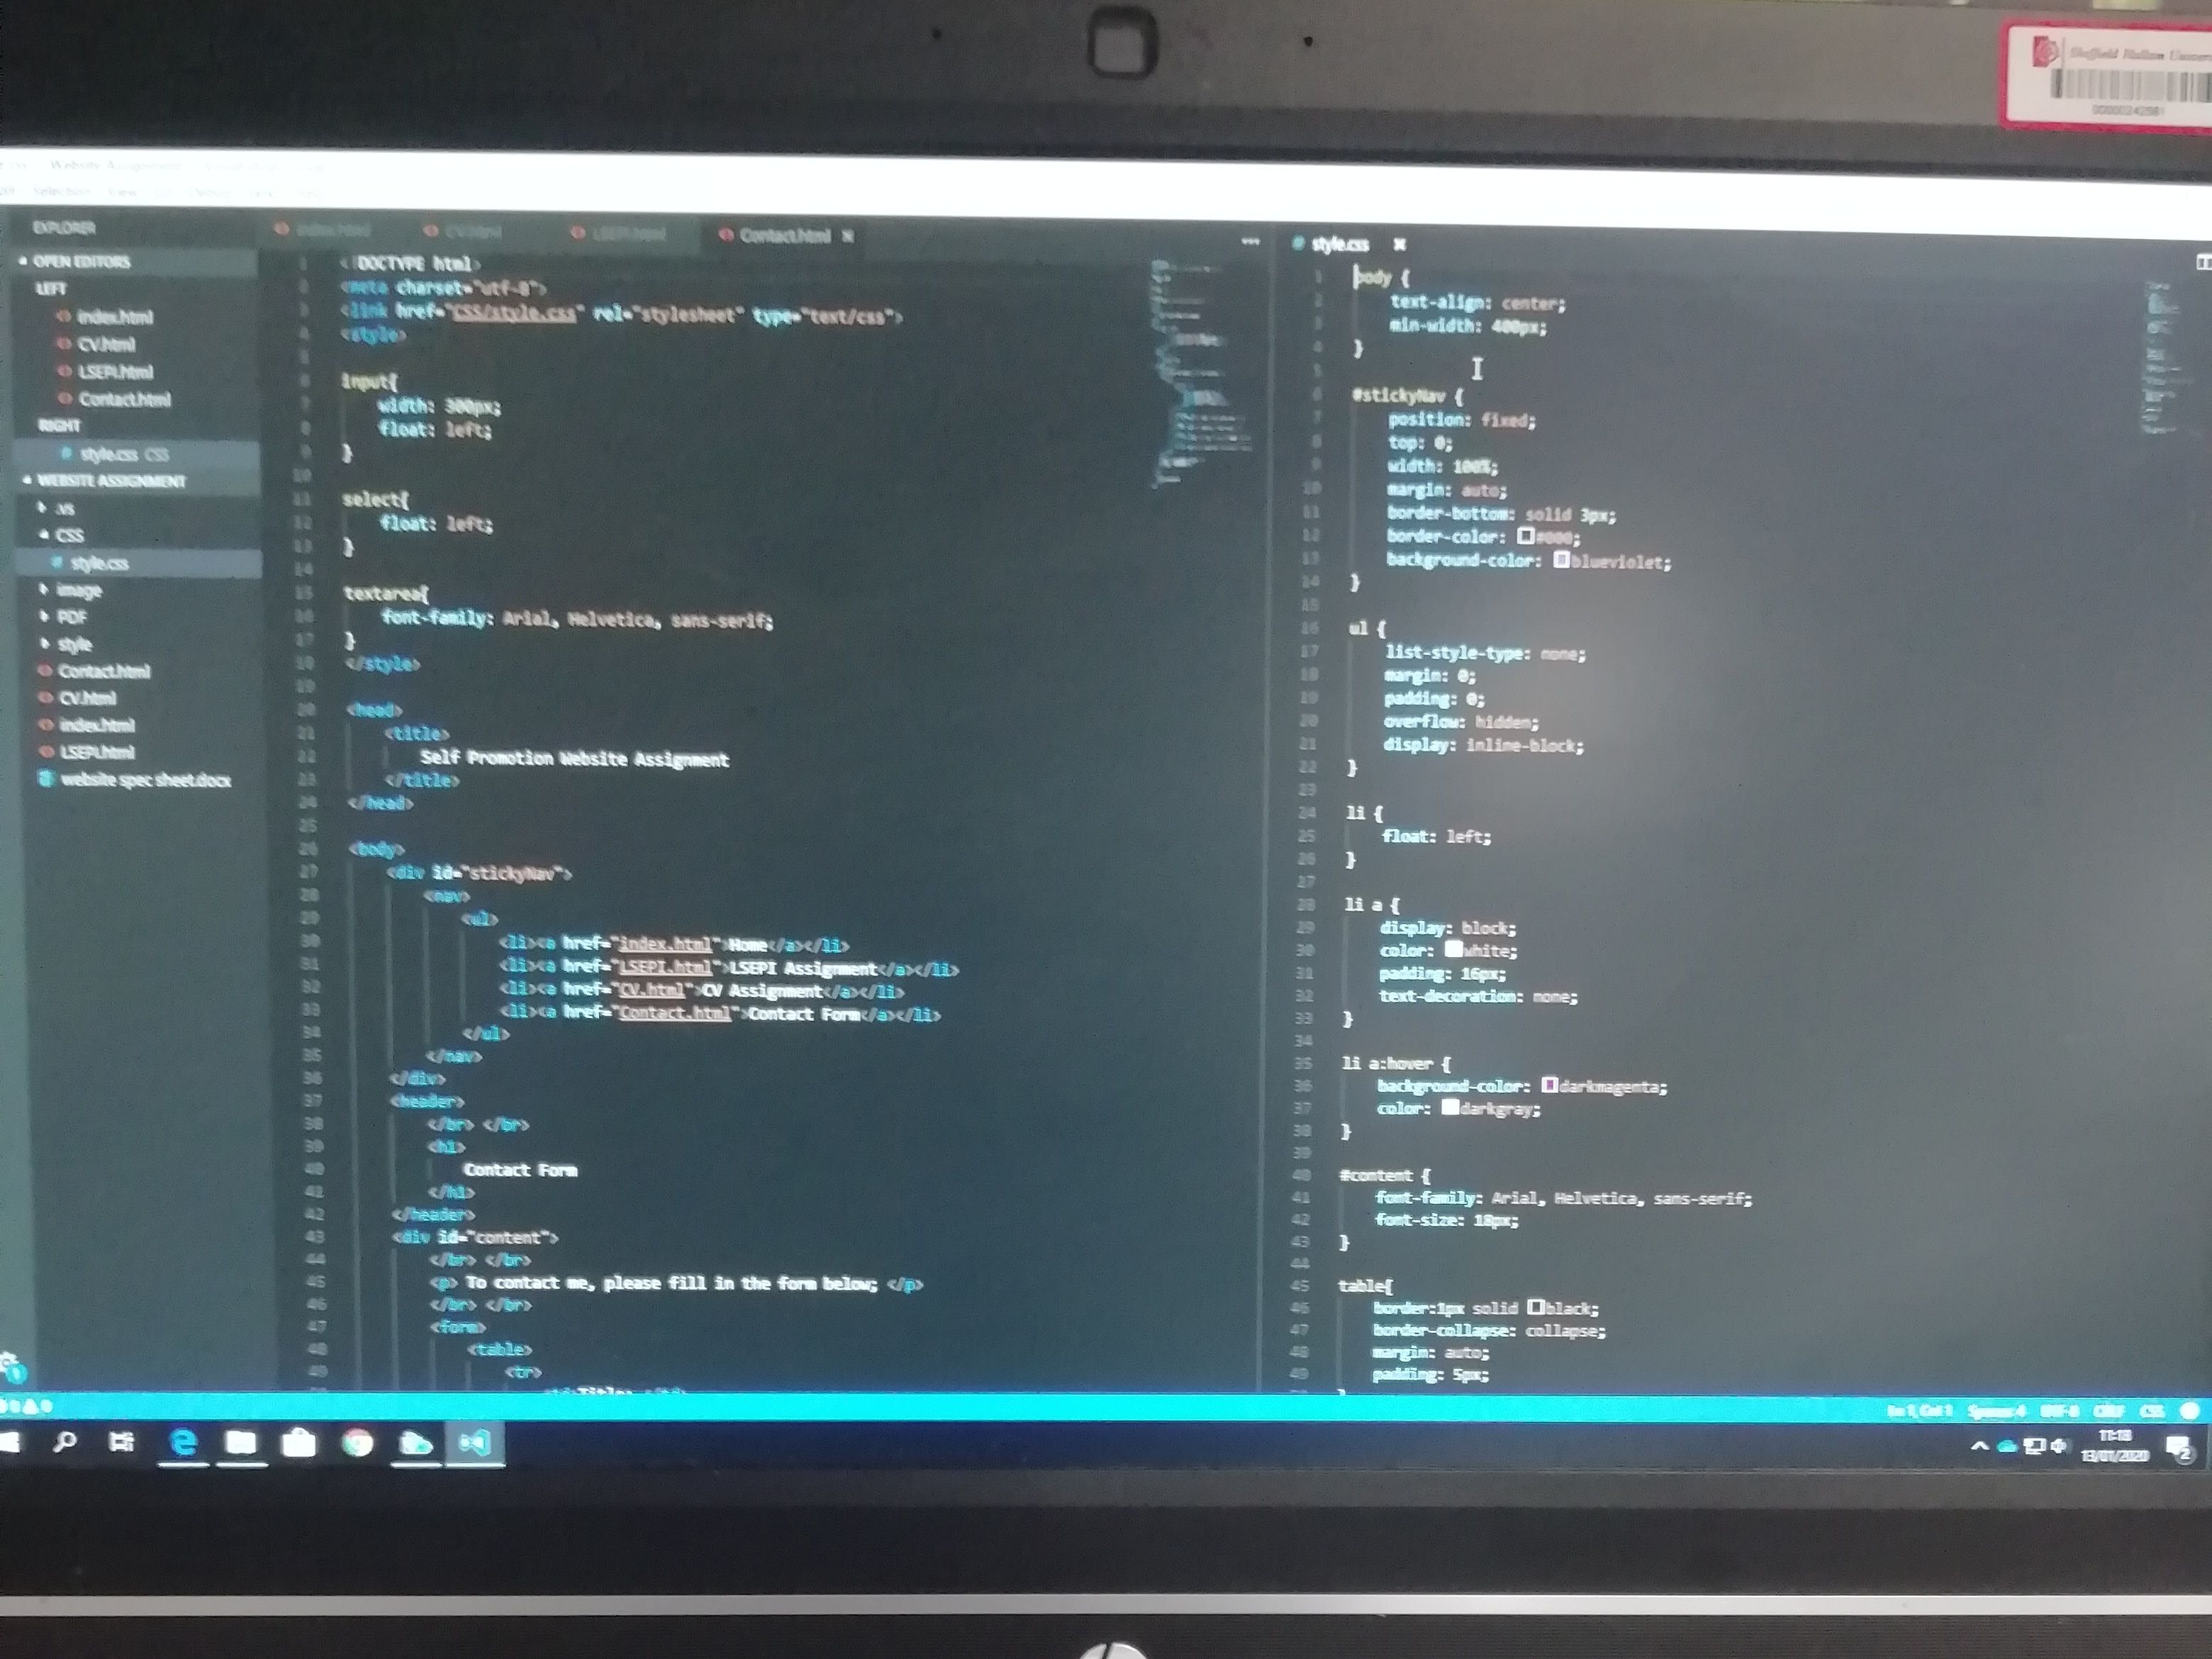 Sheffield Hallam
Website Assignment
Selection View
EXPLORER
OPEN EDITORS
LEFT
index.html
CV.html
LSEPI.html
Contact.html
RIGHT
style.css CSS
WEBSITE ASSIGNMENT
.vs
CSS
style.css
image
PDF
style
Contact.html
CV.html
index.html
LSEPI.html
website spec sheet.docx
index.html CV.html LSEPI.html Contact.html
1 <!DOCTYPE html>
2 <meta charset="utf-8">
3 <link href="CSS/style.css" rel="stylesheet" type="text/css">
4 <style>
5
6 input{
7 width: 300px;
8 float: left;
9 }
10
11 select{
12 float: left;
13 }
14
15 textarea{
16 font-family: Arial, Helvetica, sans-serif;
17 }
18 </style>
19
20 <head>
21 <title>
22 Self Promotion Website Assignment
23 </title>
24 </head>
25
26 <body>
27 <div id="stickyNav">
28 <nav>
29 <ul>
30 <li><a href="index.html">Home</a></li>
31 <li><a href="LSEPI.html">LSEPI Assignment</a></li>
32 <li><a href="CV.html">CV Assignment</a></li>
33 <li><a href="Contact.html">Contact Form</a></li>
34 </ul>
35 </nav>
36 </div>
37 <header>
38 </br> </br>
39 <h1>
40 Contact Form
41 </h1>
42 </header>
43 <div id="content">
44 </br> </br>
45 <p> To contact me, please fill in the form below; </p>
46 </br> </br>
47 <form>
48 <table>
49 <tr>
<td>Title: </td>
style.css
1 body {
2 text-align: center;
3 min-width: 400px;
4 }
5
6 #stickyNav {
7 position: fixed;
8 top: 0;
9 width: 100%;
10 margin: auto;
11 border-bottom: solid 3px;
12 border-color: #000;
13 background-color: blueviolet;
14 }
15
16 ul {
17 list-style-type: none;
18 margin: 0;
19 padding: 0;
20 overflow: hidden;
21 display: inline-block;
22 }
23
24 li {
25 float: left;
26 }
27
28 li a {
29 display: block;
30 color: white;
31 padding: 16px;
32 text-decoration: none;
33 }
34
35 li a:hover {
36 background-color: darkmagenta;
37 color: darkgray;
38 }
39
40 #content {
41 font-family: Arial, Helvetica, sans-serif;
42 font-size: 18px;
43 }
44
45 table{
46 border:1px solid black;
47 border-collapse: collapse;
48 margin: auto;
49 padding: 5px;
Ln 1, Col 1 Spaces: 4 UTF-8 CRLF CSS
11:18
13/01/2020
2